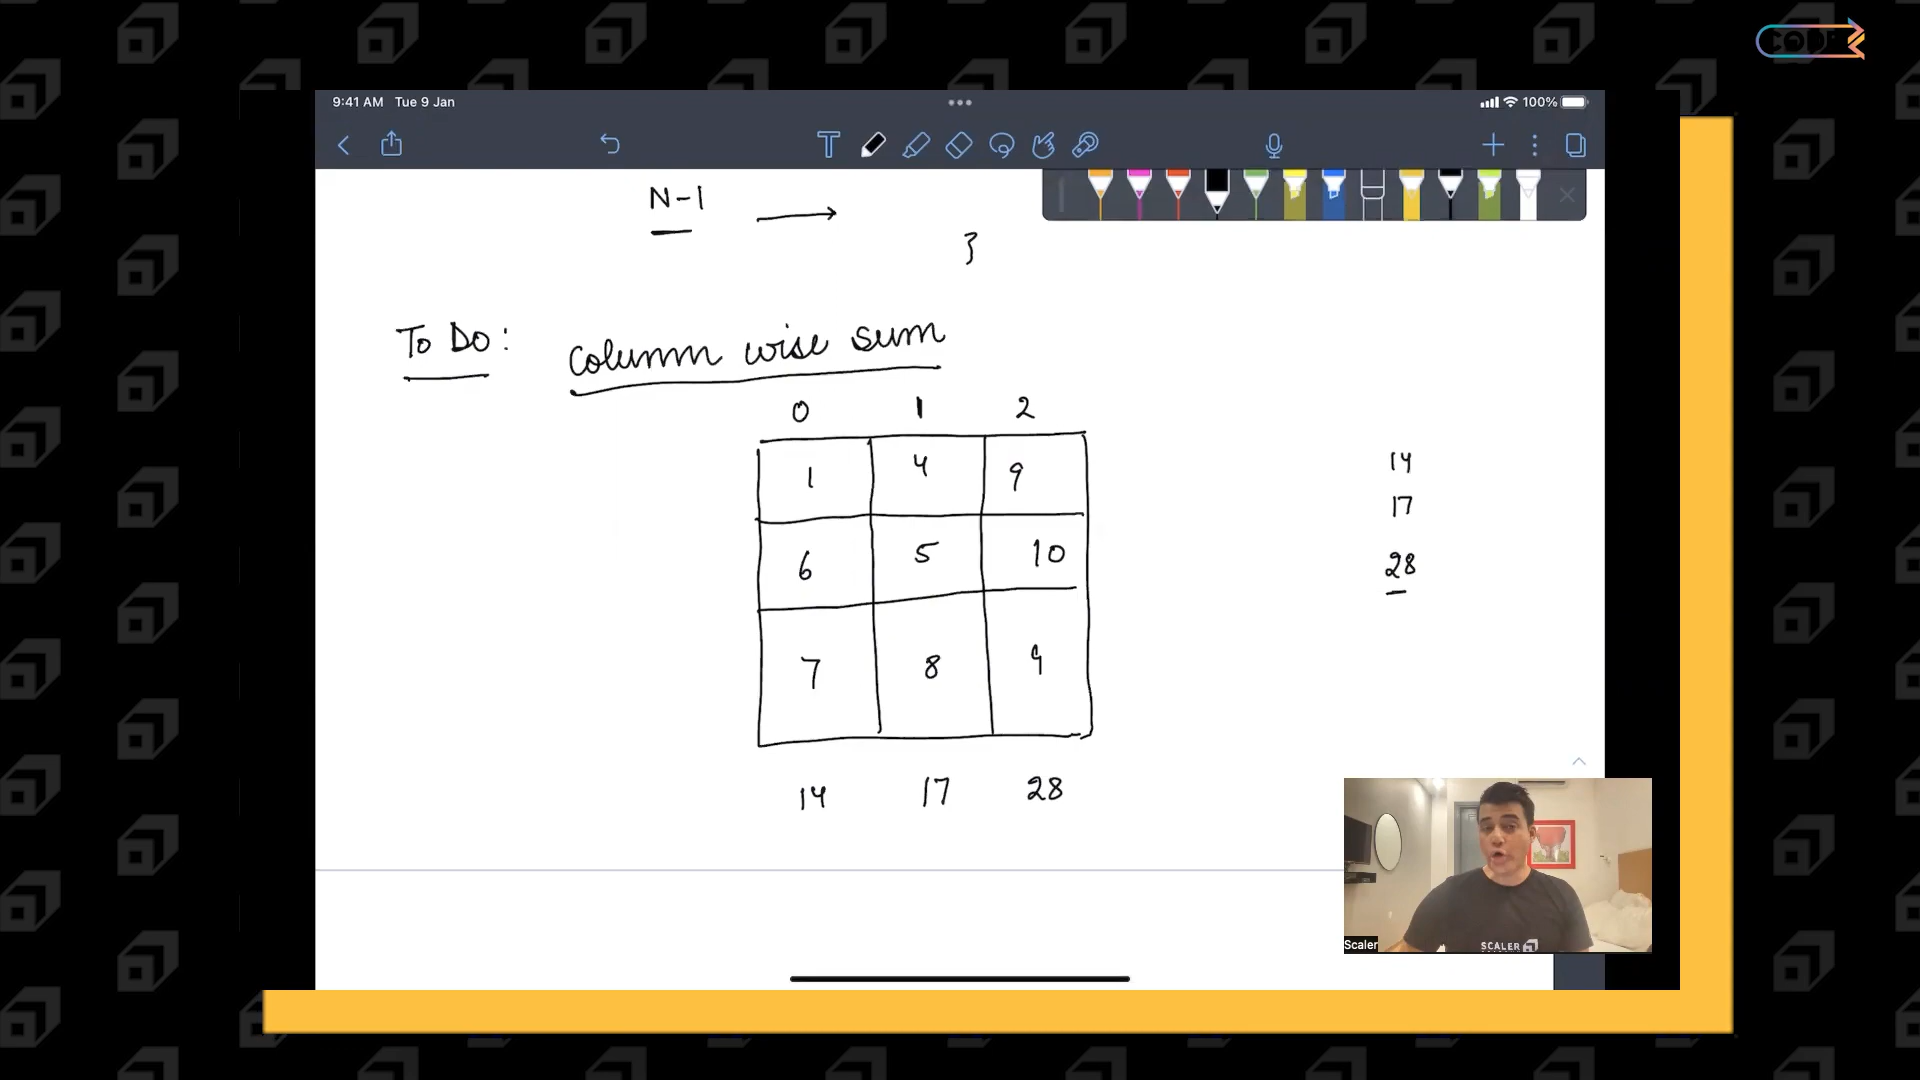 CODE
9:41 AM Tue 9 Jan
100%
N-1
}
To Do: Column wise sum
0 1 2
1 4 9
6 5 10
7 8 9
14 17 28
14
17
28
Scaler
SCALER